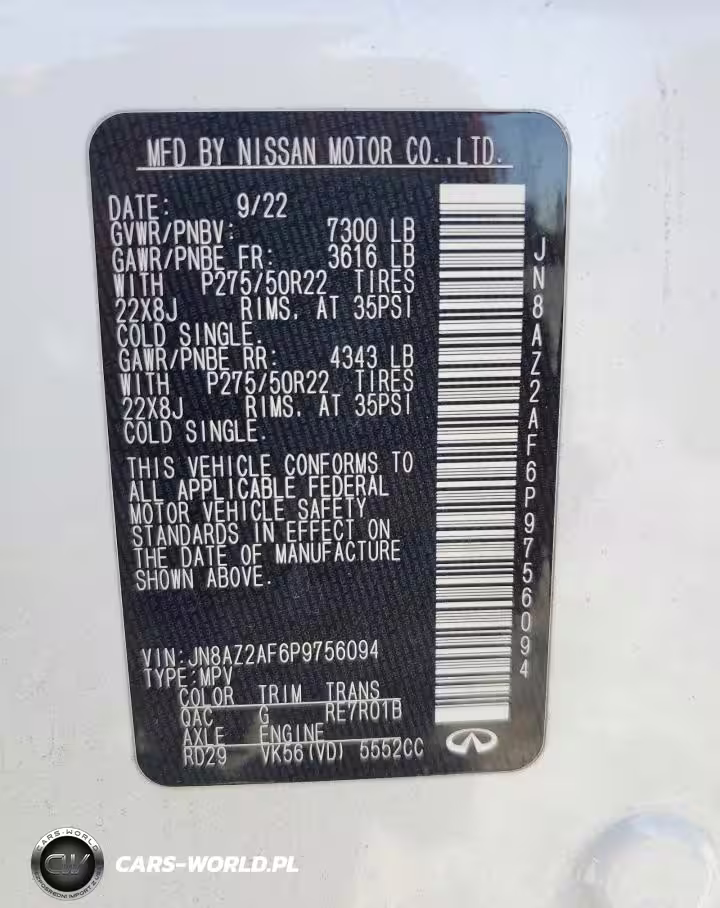 MFD BY NISSAN MOTOR CO.,LTD.
DATE: 9/22
GVWR/PNBV: 7300 LB
GAWR/PNBE FR: 3616 LB
WITH P275/50R22 TIRES
22X8J RIMS, AT 35PSI
COLD SINGLE.
GAWR/PNBE RR: 4343 LB
WITH P275/50R22 TIRES
22X8J RIMS, AT 35PSI
COLD SINGLE.
THIS VEHICLE CONFORMS TO
ALL APPLICABLE FEDERAL
MOTOR VEHICLE SAFETY
STANDARDS IN EFFECT ON
THE DATE OF MANUFACTURE
SHOWN ABOVE.
VIN:JN8AZ2AF6P9756094
TYPE:MPV
COLOR TRIM TRANS
QAC G RE7R01B
AXLE ENGINE
RD29 VK56(VD) 5552CC
JN8AZ2AF6P9756094
CARS-WORLD
CW
CARS-WORLD.PL